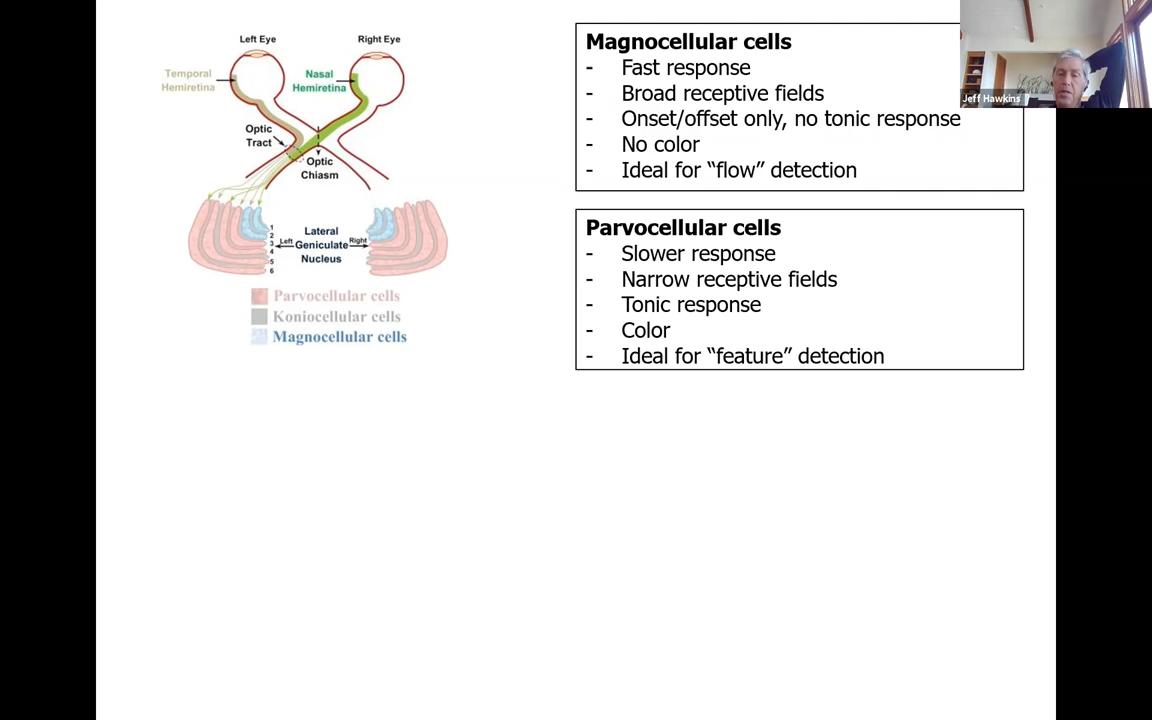 Left Eye
Right Eye
Temporal
Hemiretina
Nasal
Hemiretina
Optic
Tract
Optic
Chiasm
1
2
3
4
5
6
Left
Lateral
Geniculate
Nucleus
Right
Parvocellular cells
Koniocellular cells
Magnocellular cells
Magnocellular cells
- Fast response
- Broad receptive fields
- Onset/offset only, no tonic response
- No color
- Ideal for “flow” detection
Parvocellular cells
- Slower response
- Narrow receptive fields
- Tonic response
- Color
- Ideal for “feature” detection
Jeff Hawkins